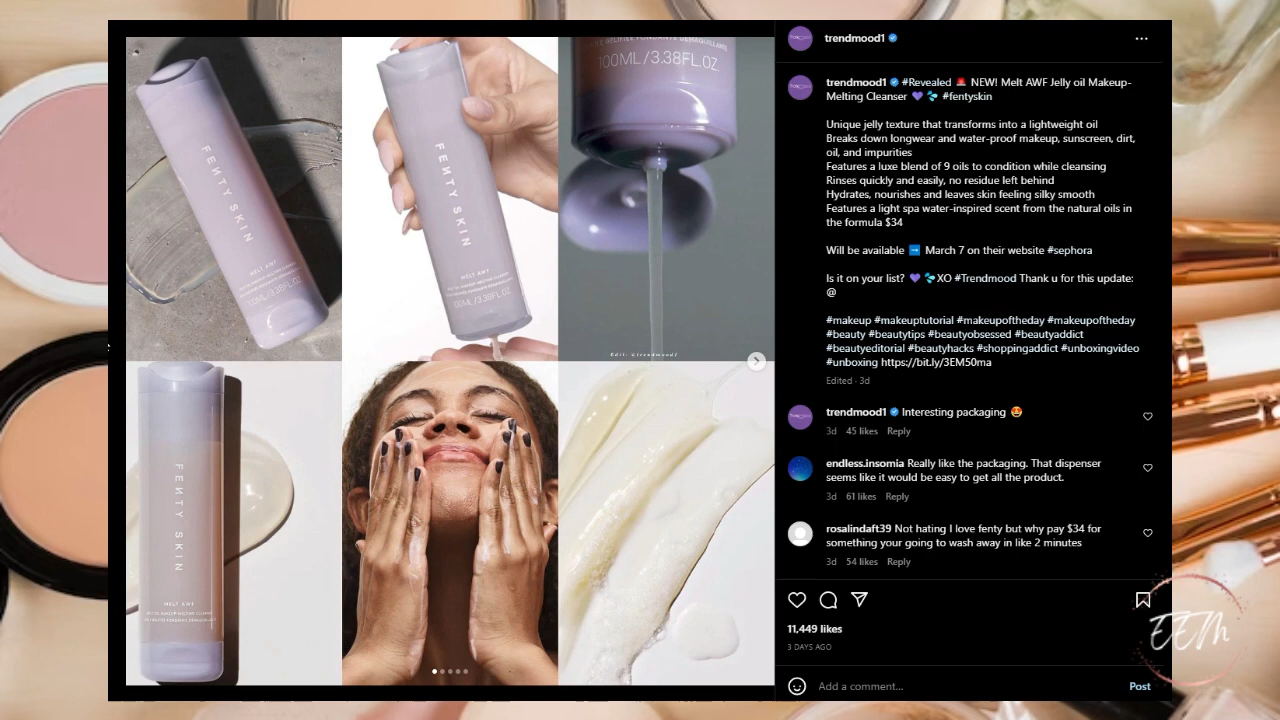 FENTY SKIN
MELT AWF
100ML/3.38FL.OZ.
FENTY SKIN
MELT AWF
100ML/3.38FL.OZ.
100ML/3.38FL.OZ.
Edit: @trendmood1
FENTY SKIN
MELT AWF
trendmood1
trendmood1 #Revealed 🚨 NEW! Melt AWF Jelly oil Makeup-
Melting Cleanser 💜 💦 #fentyskin
Unique jelly texture that transforms into a lightweight oil
Breaks down longwear and water-proof makeup, sunscreen, dirt,
oil, and impurities
Features a luxe blend of 9 oils to condition while cleansing
Rinses quickly and easily, no residue left behind
Hydrates, nourishes and leaves skin feeling silky smooth
Features a light spa water-inspired scent from the natural oils in
the formula $34
Will be available ➡️ March 7 on their website #sephora
Is it on your list? 💜 💦XO #Trendmood Thank u for this update:
@
#makeup #makeuptutorial #makeupoftheday #makeupoftheday
#beauty #beautytips #beautyobsessed #beautyaddict
#beautyeditorial #beautyhacks #shoppingaddict #unboxingvideo
#unboxing https://bit.ly/3EM50ma
Edited · 3d
trendmood1 Interesting packaging 🤩
3d 45 likes Reply
endless.insomia Really like the packaging. That dispenser
seems like it would be easy to get all the product.
3d 61 likes Reply
rosalindaft39 Not hating I love fenty but why pay $34 for
something your going to wash away in like 2 minutes
3d 54 likes Reply
11,449 likes
3 DAYS AGO
Add a comment...
Post
EEM